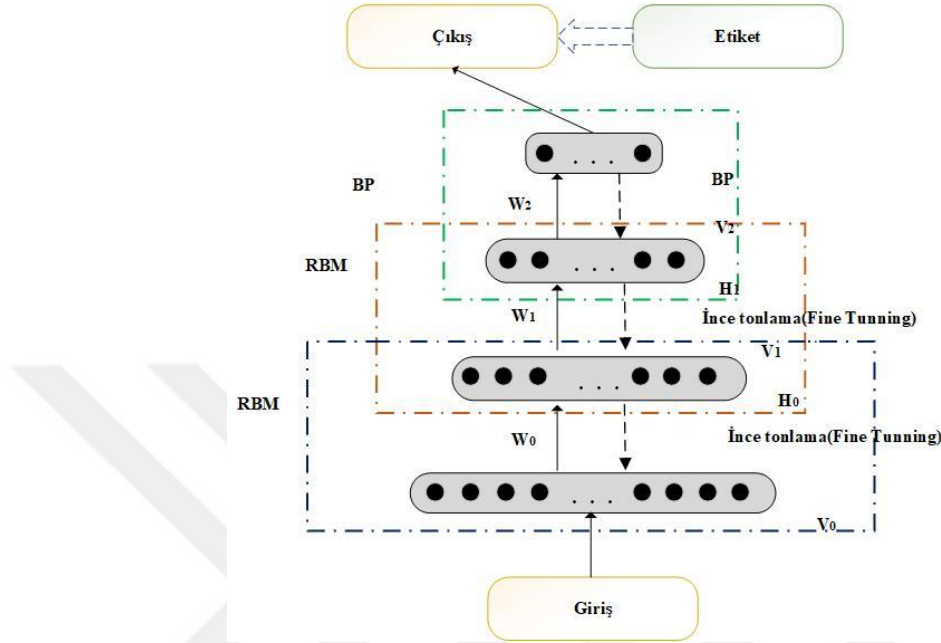 Çıkış
Etiket
BP
BP
W2
V2
RBM
H1
W1
İnce tonlama(Fine Tunning)
V1
RBM
H0
W0
İnce tonlama(Fine Tunning)
V0
Giriş